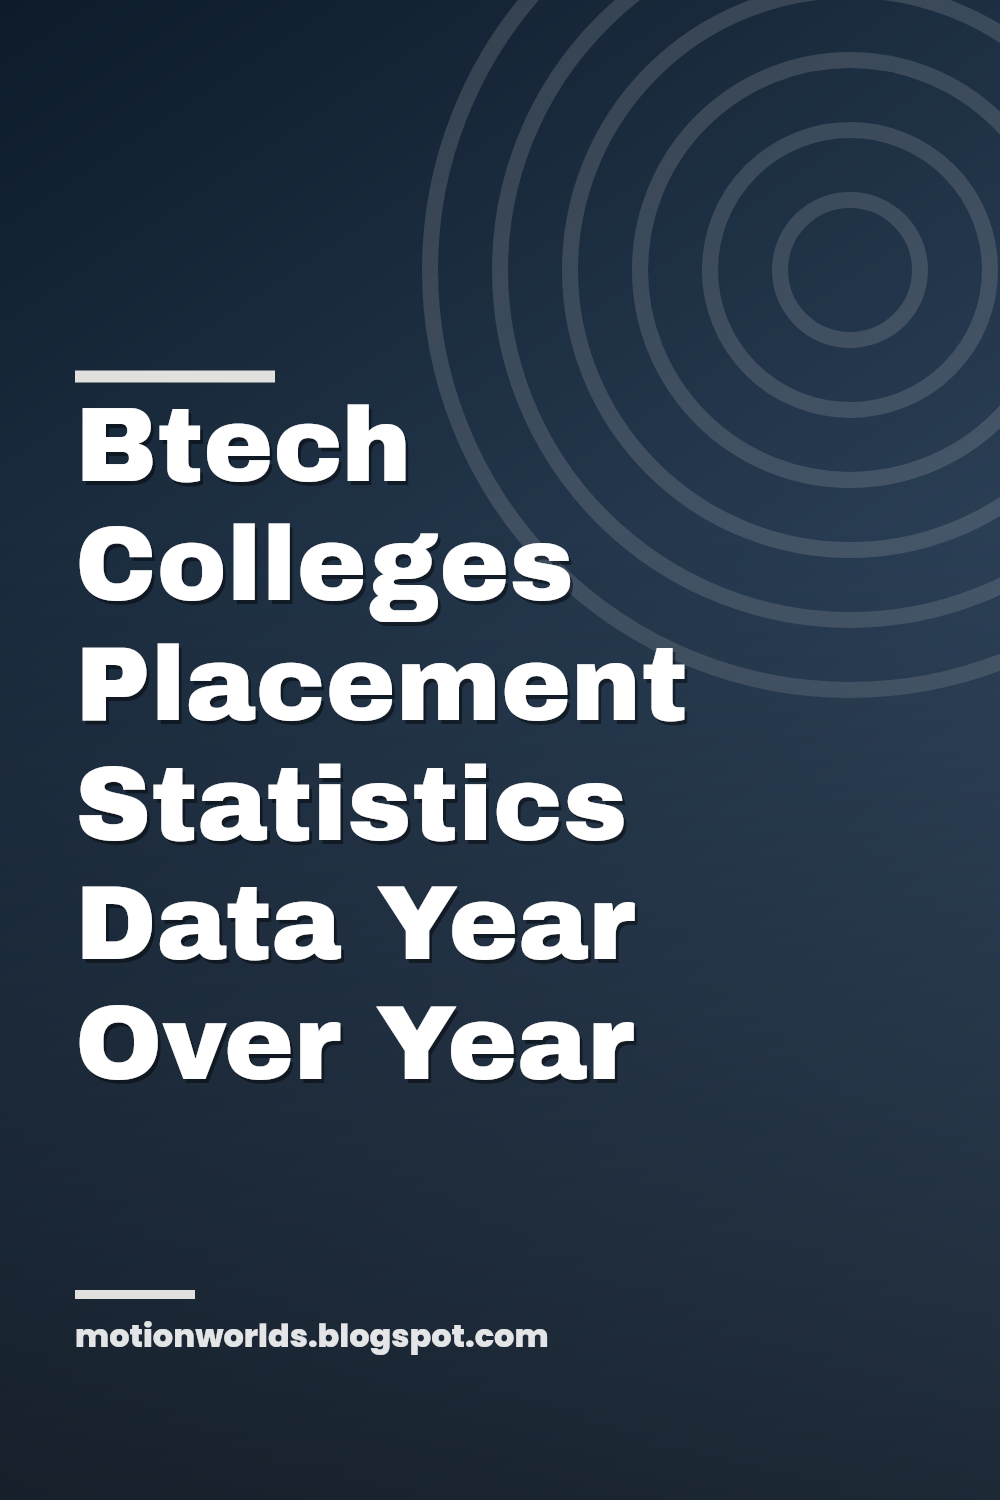 Btech
Colleges
Placement
Statistics
Data Year
Over Year
motionworlds.blogspot.com